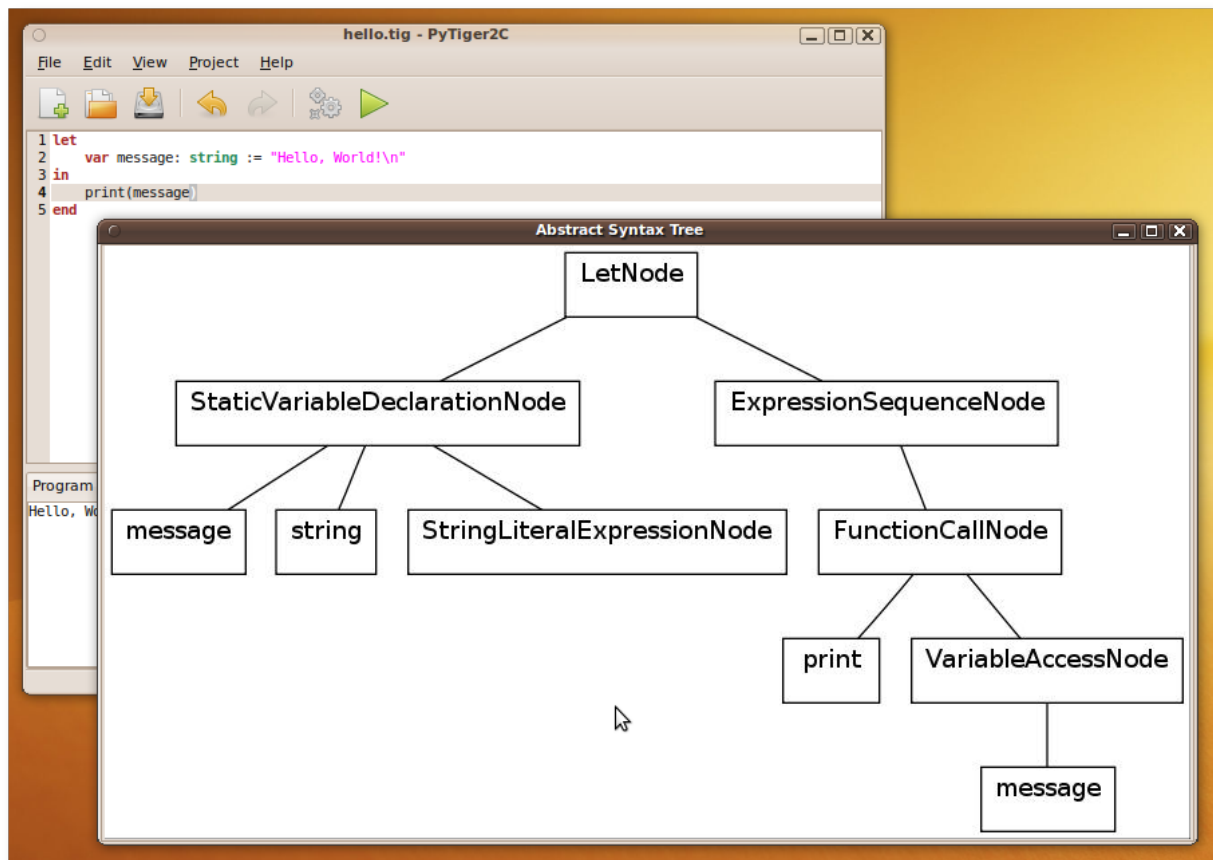 hello.tig - PyTiger2C
File Edit View Project Help
1 let
2 var message: string := "Hello, World!\n"
3 in
4 print(message)
5 end
Abstract Syntax Tree
LetNode
StaticVariableDeclarationNode ExpressionSequenceNode
Program
Hello,
message string StringLiteralExpressionNode FunctionCallNode
print VariableAccessNode
message